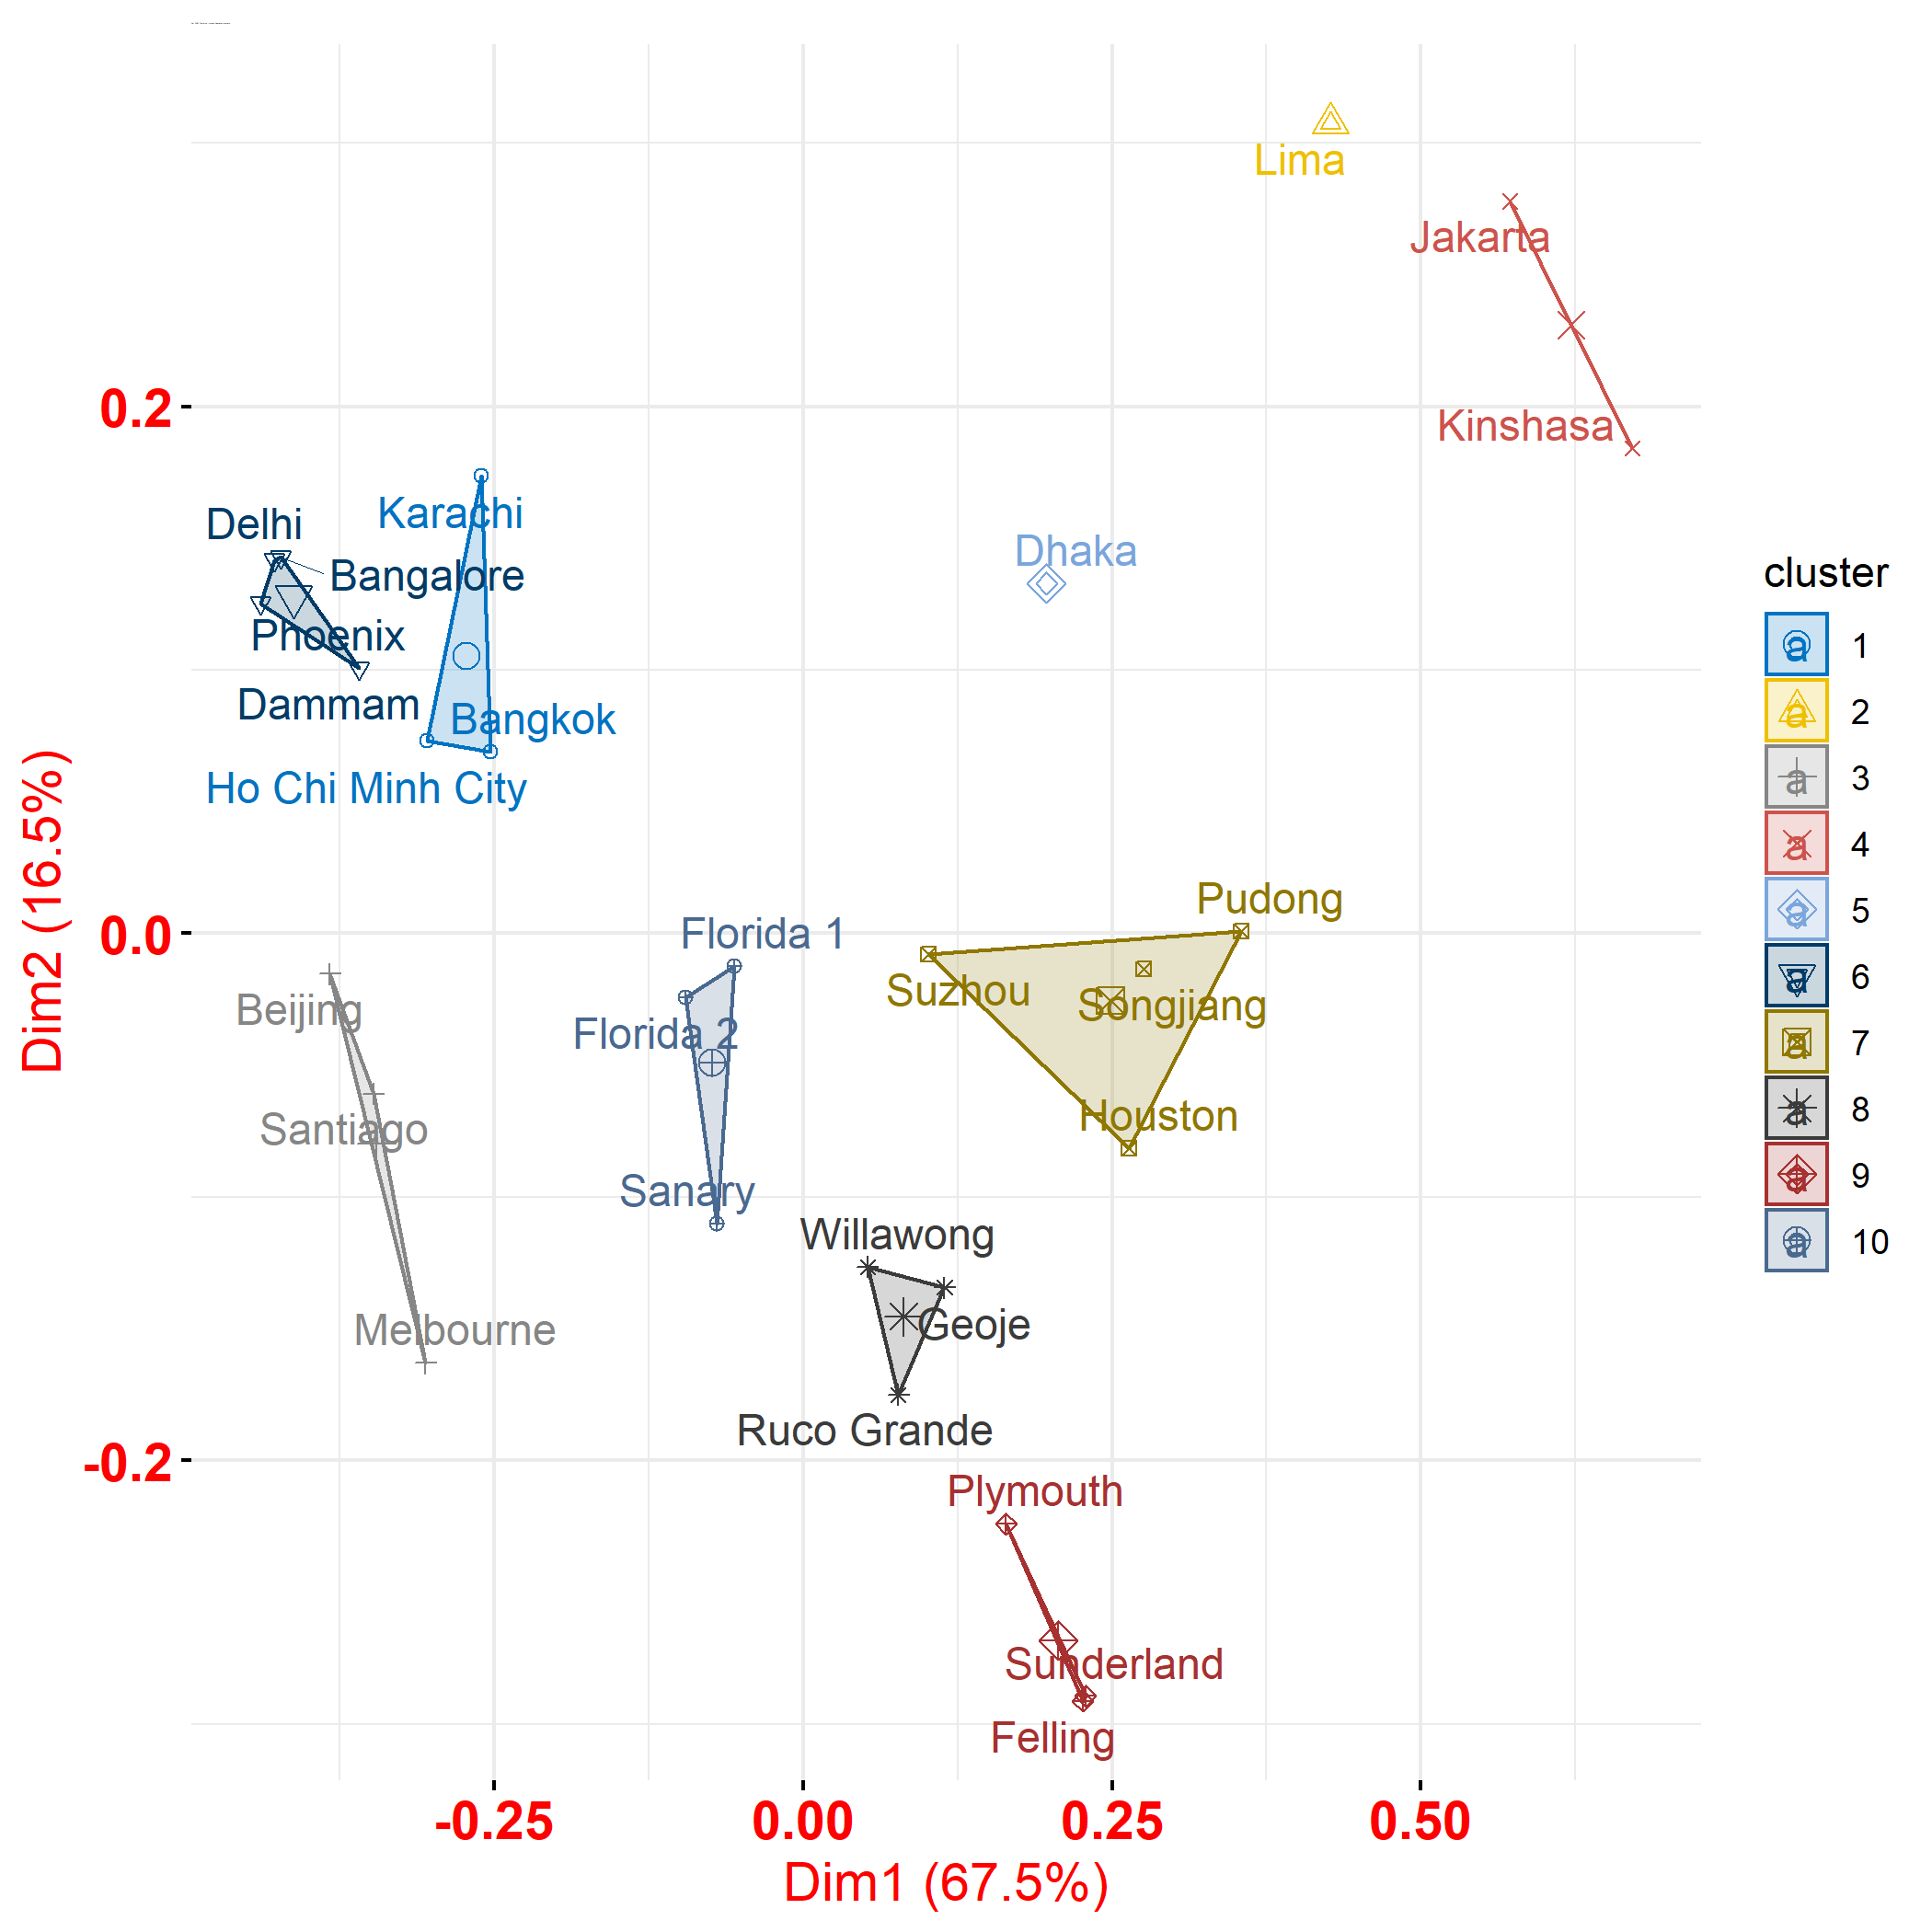 Lima
Jakarta
0.2
Kinshasa
Karachi
Delhi
Dhaka
Bangalore
cluster
Phoenix
a 1
Dammam
Bangkok
a 2
a 3
Ho Chi Minh City
a 4
Pudong
a 5
0.0
Florida 1
a 6
Suzhou
Songjiang
Beijing
Florida 2
a 7
Houston
a 8
Santiago
Sanary
a 9
Willawong
a 10
Geoje
Melbourne
Ruco Grande
-0.2
Plymouth
Sunderland
Felling
-0.25 0.00 0.25 0.50
Dim1 (67.5%)
Dim2 (16.5%)